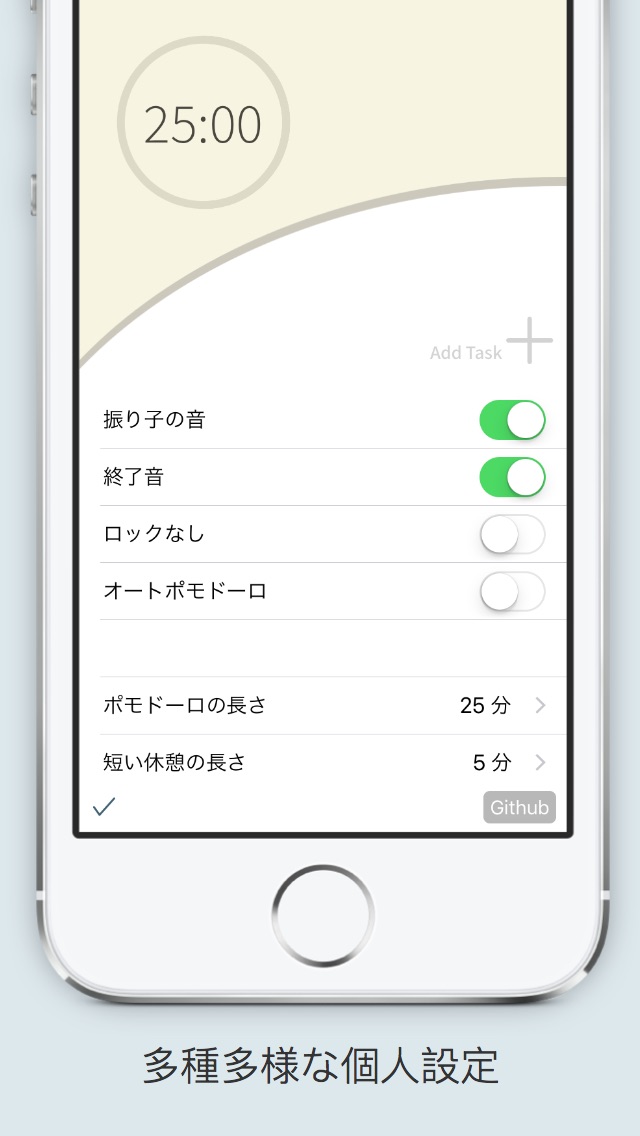 25:00
Add Task
振り子の音
終了音
ロックなし
オートポモドーロ
ポモドーロの長さ 25 分
短い休憩の長さ 5 分
Github
多種多様な個人設定